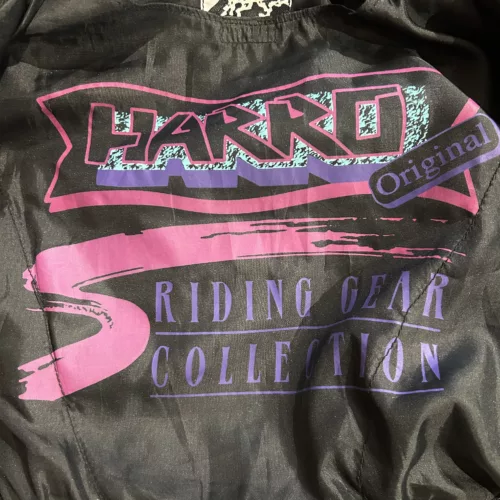 HARRO
Original
RIDING GEAR
COLLECTION